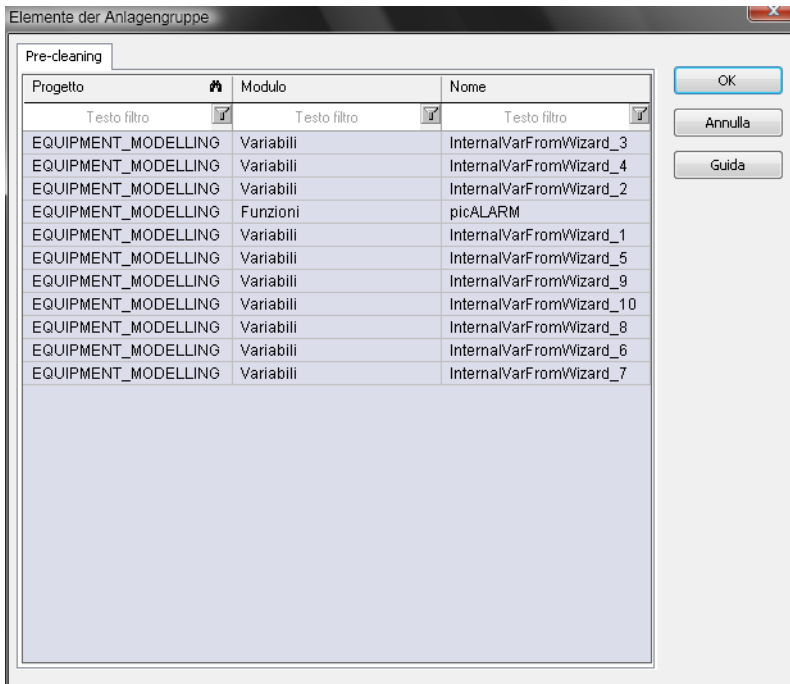 Elemente der Anlagengruppe
Pre-cleaning
Progetto Modulo Nome
Testo filtro Testo filtro Testo filtro
EQUIPMENT_MODELLING Variabili InternalVarFromWizard_3
EQUIPMENT_MODELLING Variabili InternalVarFromWizard_4
EQUIPMENT_MODELLING Variabili InternalVarFromWizard_2
EQUIPMENT_MODELLING Funzioni picALARM
EQUIPMENT_MODELLING Variabili InternalVarFromWizard_1
EQUIPMENT_MODELLING Variabili InternalVarFromWizard_5
EQUIPMENT_MODELLING Variabili InternalVarFromWizard_9
EQUIPMENT_MODELLING Variabili InternalVarFromWizard_10
EQUIPMENT_MODELLING Variabili InternalVarFromWizard_8
EQUIPMENT_MODELLING Variabili InternalVarFromWizard_6
EQUIPMENT_MODELLING Variabili InternalVarFromWizard_7
OK
Annulla
Guida